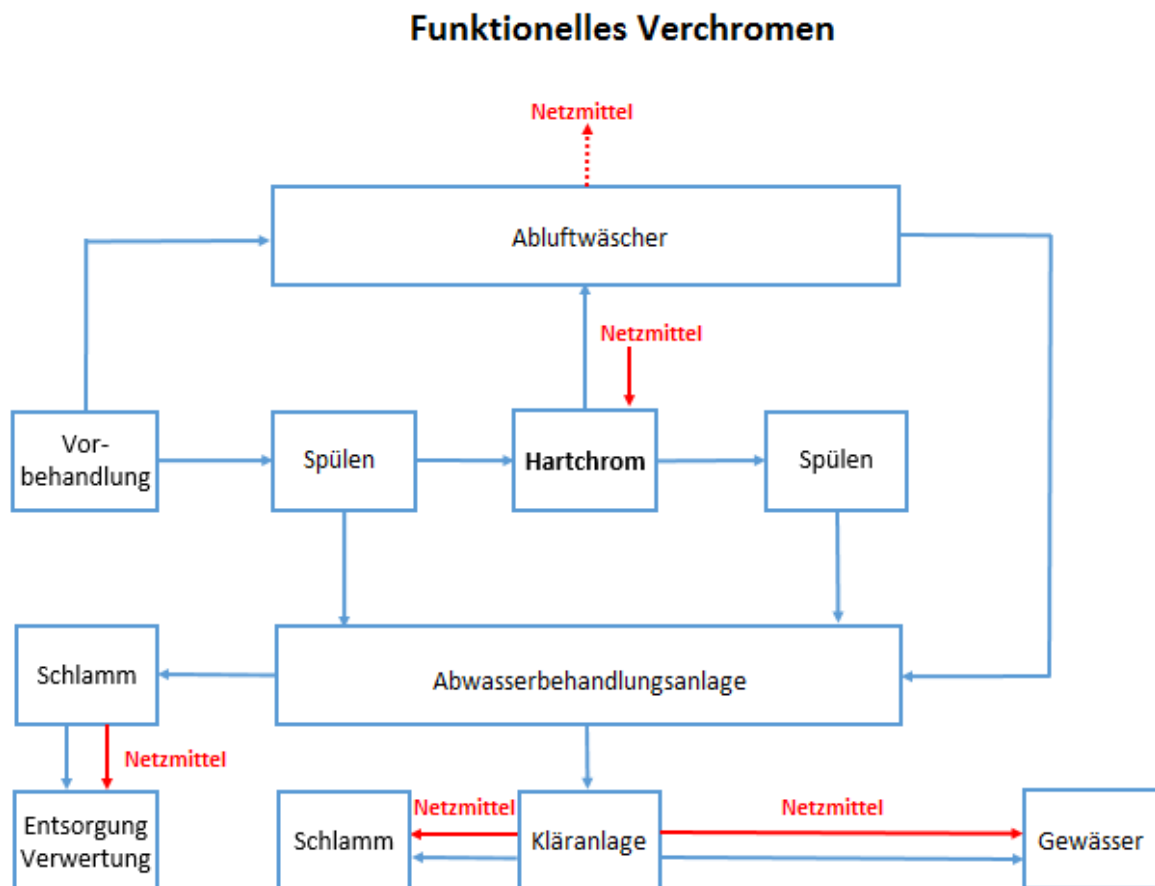 Funktionelles Verchromen
Netzmittel
Abluftwäscher
Netzmittel
Vor-
behandlung
Spülen
Hartchrom
Spülen
Schlamm
Abwasserbehandlungsanlage
Netzmittel
Entsorgung
Verwertung
Schlamm
Netzmittel
Kläranlage
Netzmittel
Gewässer